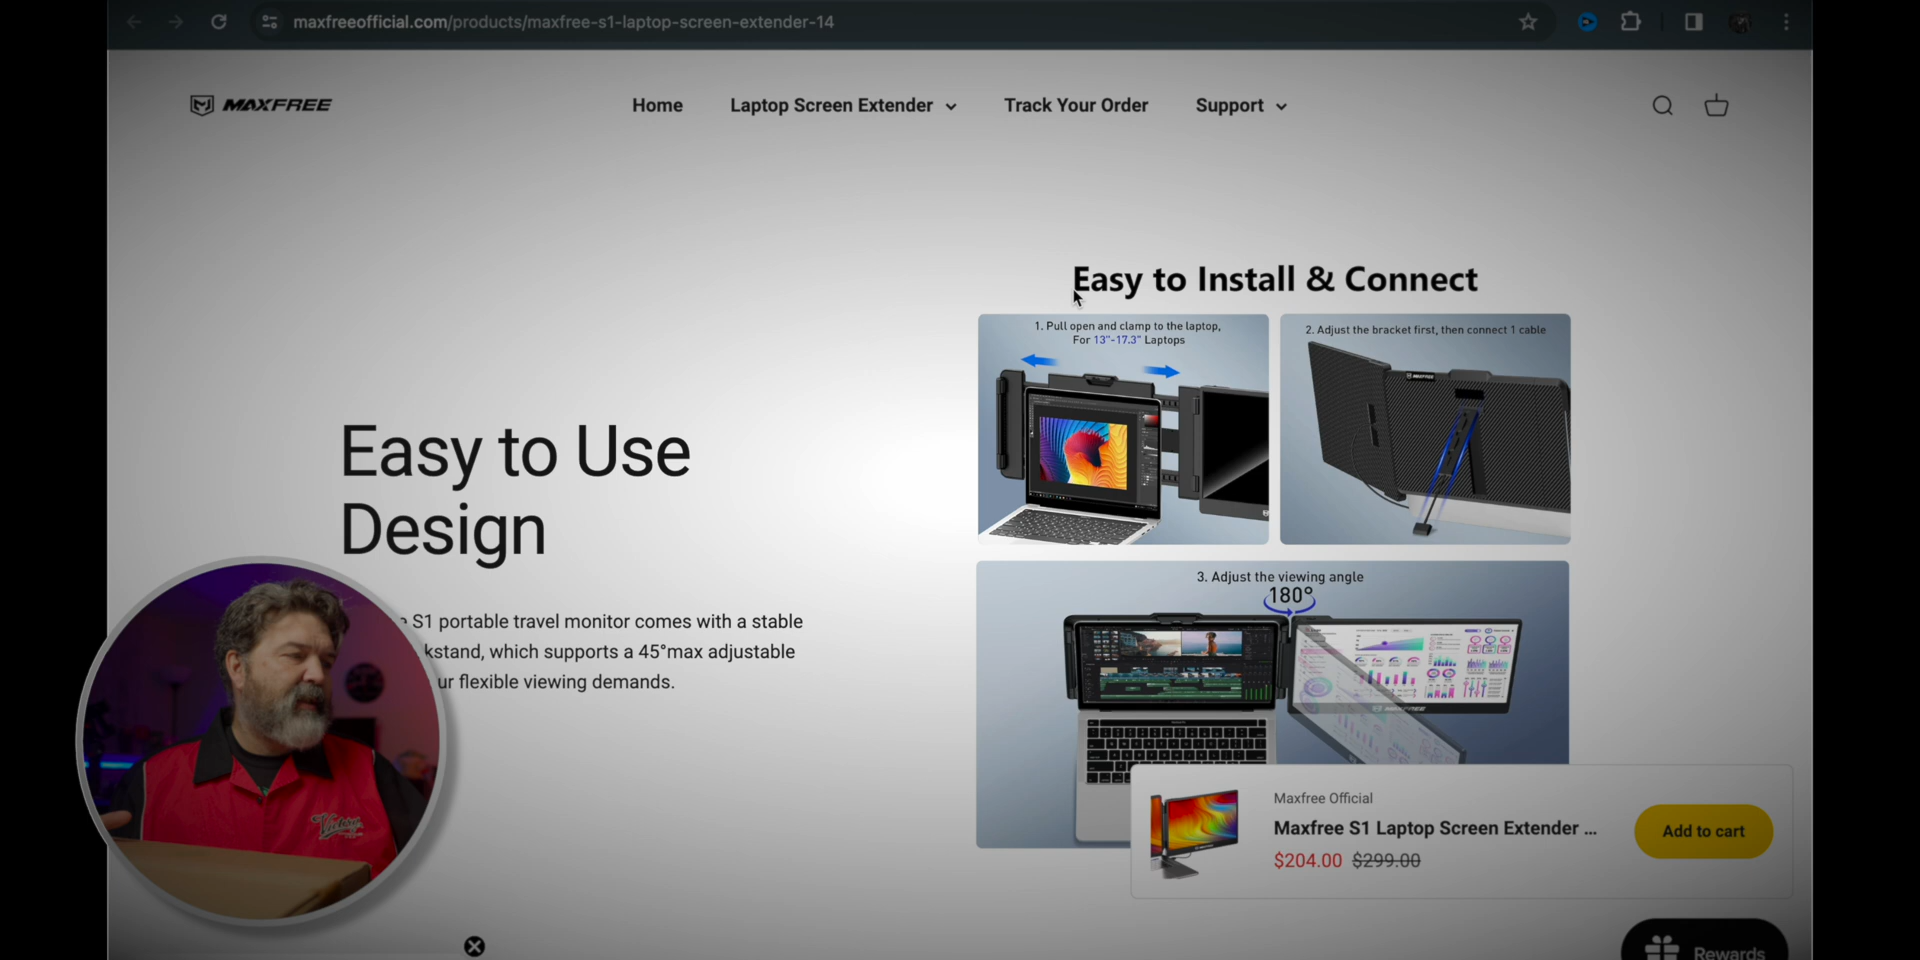 maxfreeofficial.com/products/maxfree-s1-laptop-screen-extender-14
MAXFREE
Home
Laptop Screen Extender
Track Your Order
Support
Easy to Install & Connect
1. Pull open and clamp to the laptop,
For 13"-17.3" Laptops
2. Adjust the bracket first, then connect 1 cable
MAXFREE
Easy to Use
Design
S1 portable travel monitor comes with a stable
kstand, which supports a 45°max adjustable
ur flexible viewing demands.
3. Adjust the viewing angle
180°
MAXFREE
Victory
Maxfree Official
Maxfree S1 Laptop Screen Extender ...
$204.00 $299.00
Add to cart
Rewards